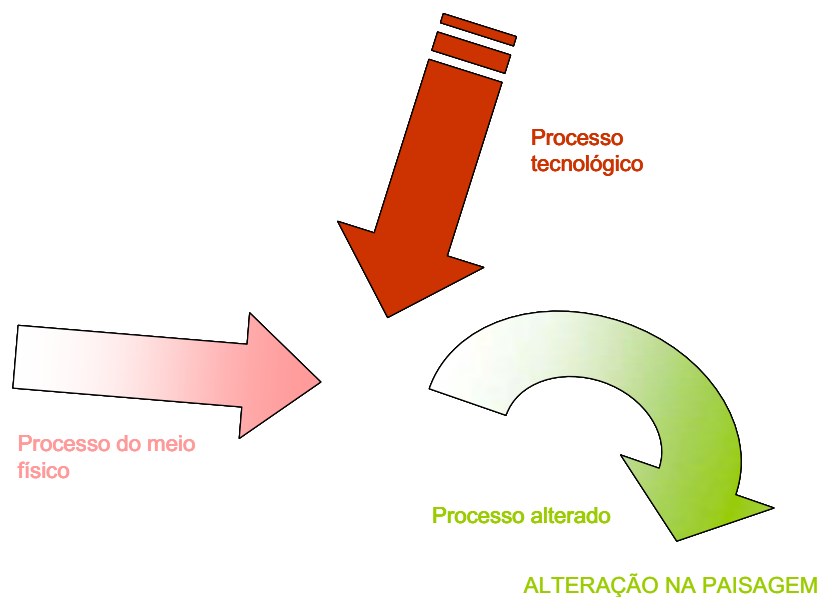 Processo
tecnológico
Processo do meio
físico
Processo alterado
ALTERAÇÃO NA PAISAGEM